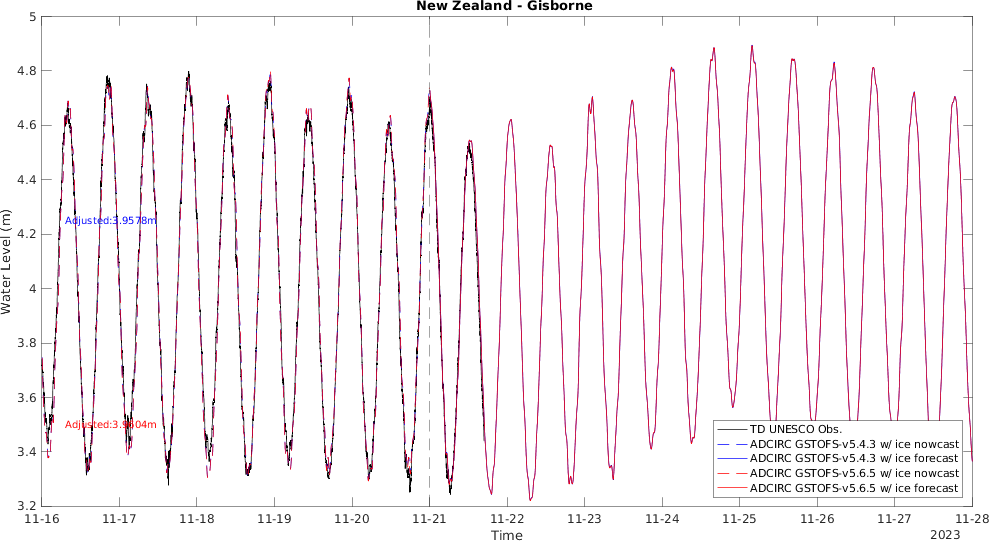 New Zealand - Gisborne
5
4.8
4.6
4.4
4.2
4
3.8
3.6
3.4
3.2
Water Level (m)
Adjusted:3.9578m
Adjusted:3.9604m
TD UNESCO Obs.
ADCIRC GSTOFS-v5.4.3 w/ ice nowcast
ADCIRC GSTOFS-v5.4.3 w/ ice forecast
ADCIRC GSTOFS-v5.6.5 w/ ice nowcast
ADCIRC GSTOFS-v5.6.5 w/ ice forecast
11-16 11-17 11-18 11-19 11-20 11-21 11-22 11-23 11-24 11-25 11-26 11-27 11-28
Time
2023